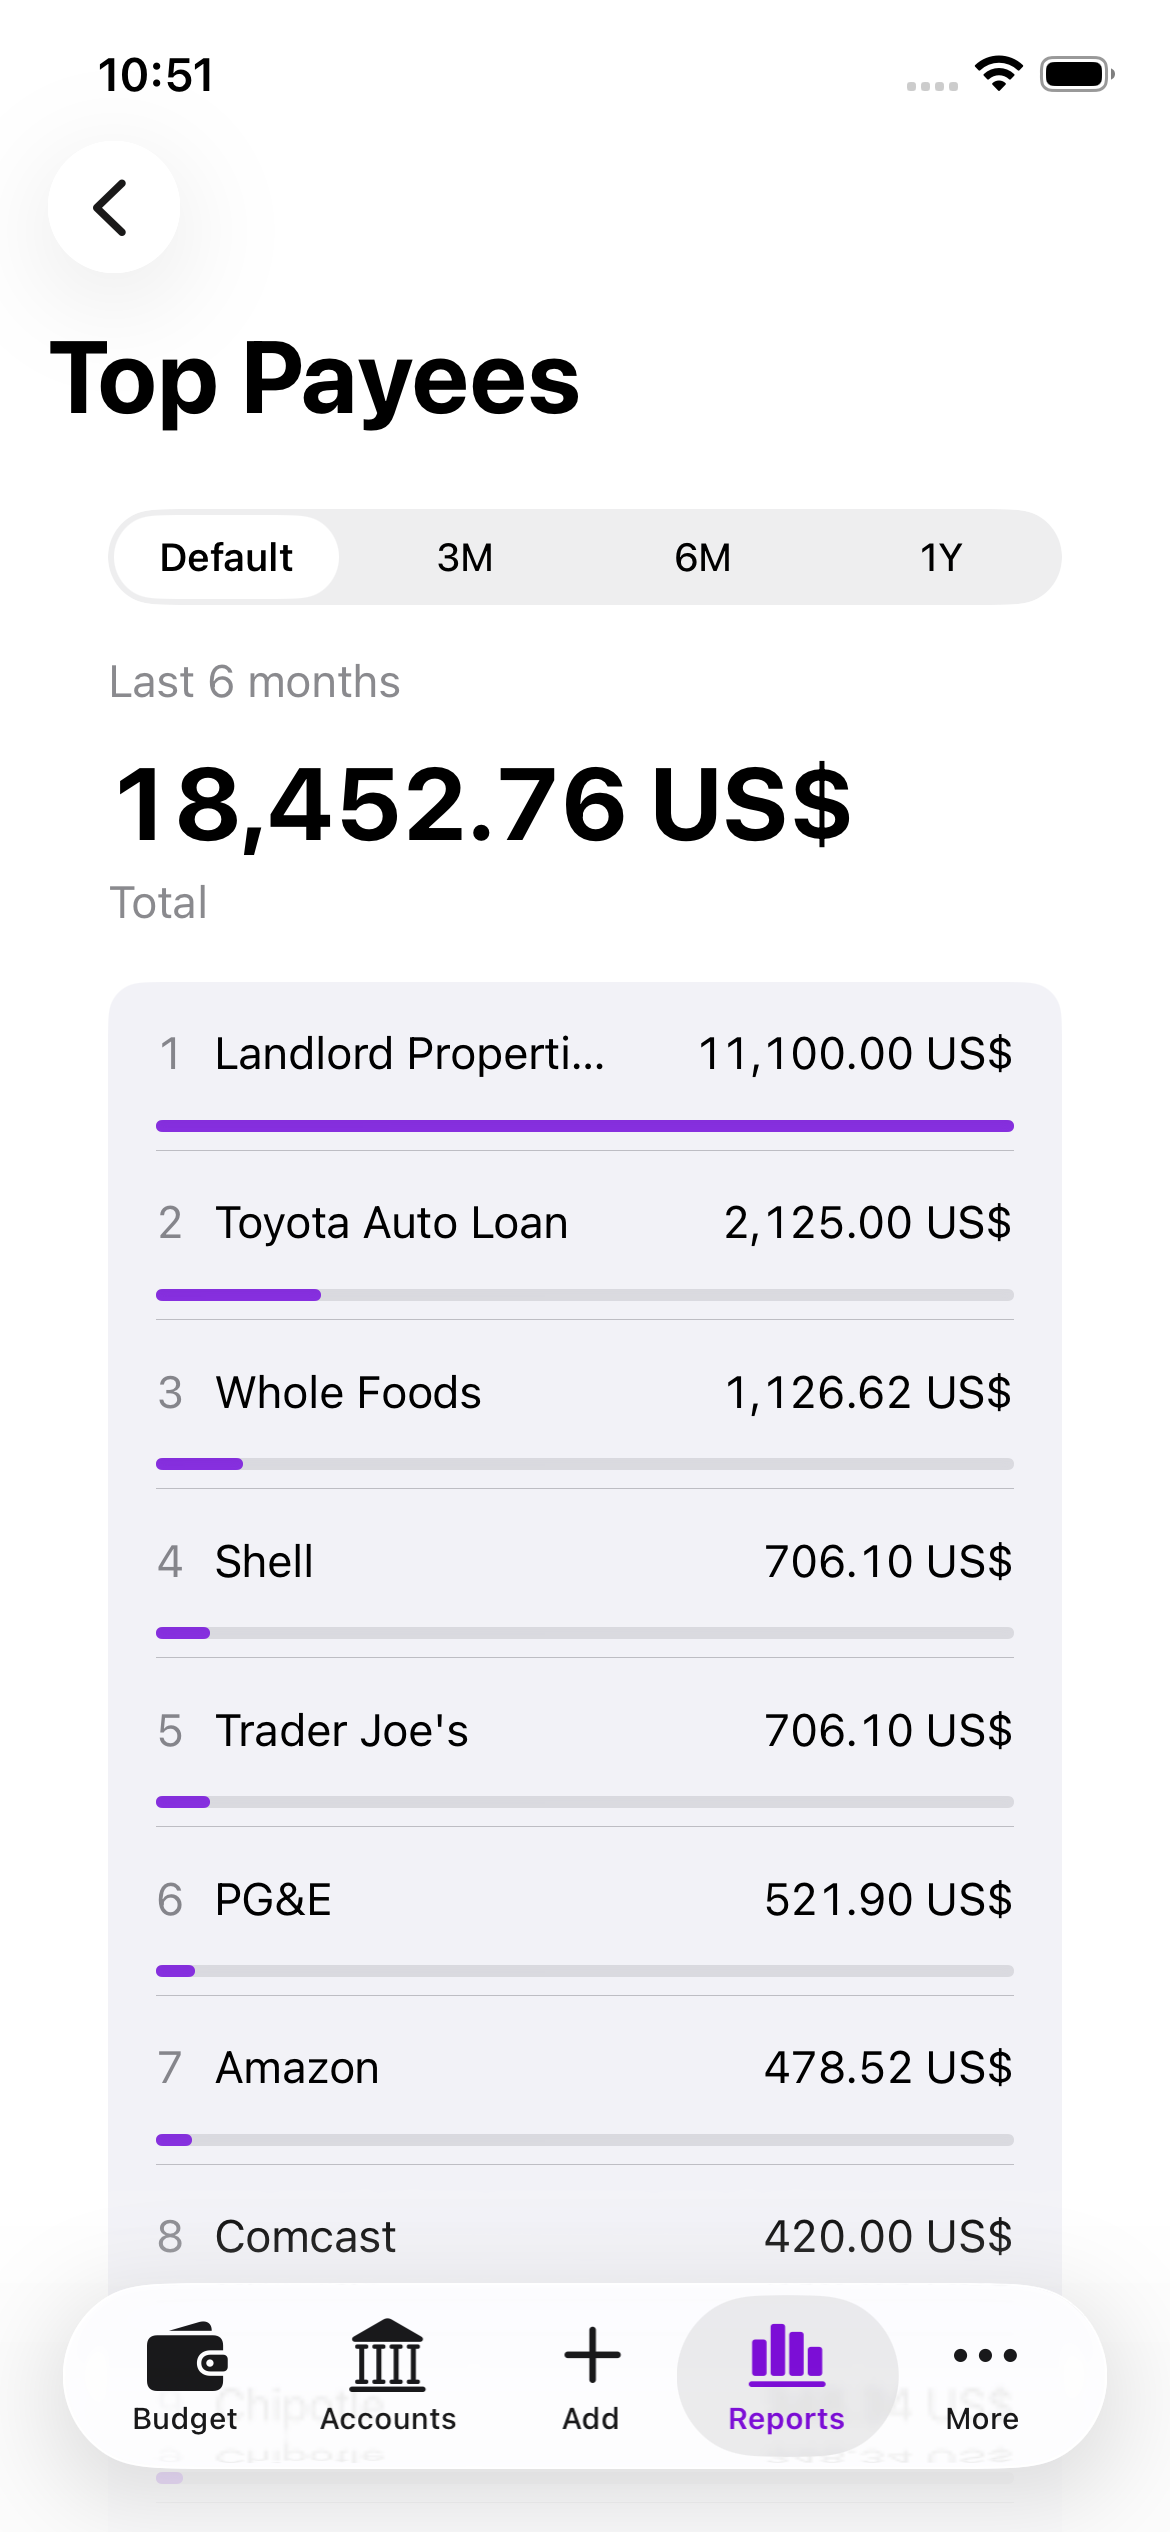 10:51
Top Payees
Default 3M 6M 1Y
Last 6 months
18,452.76 US$
Total
1 Landlord Properti... 11,100.00 US$
2 Toyota Auto Loan 2,125.00 US$
3 Whole Foods 1,126.62 US$
4 Shell 706.10 US$
5 Trader Joe's 706.10 US$
6 PG&E 521.90 US$
7 Amazon 478.52 US$
8 Comcast 420.00 US$
9 Chipotle US$
Budget Accounts Add Reports More